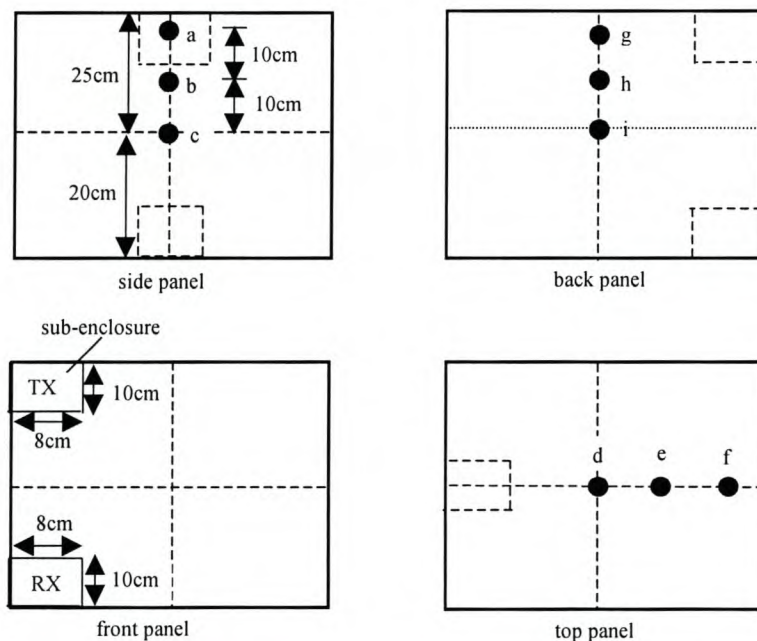 a
25cm
10cm
b
10cm
c
20cm
side panel
g
h
i
back panel
sub-enclosure
TX
10cm
8cm
8cm
RX
10cm
front panel
d
e
f
top panel